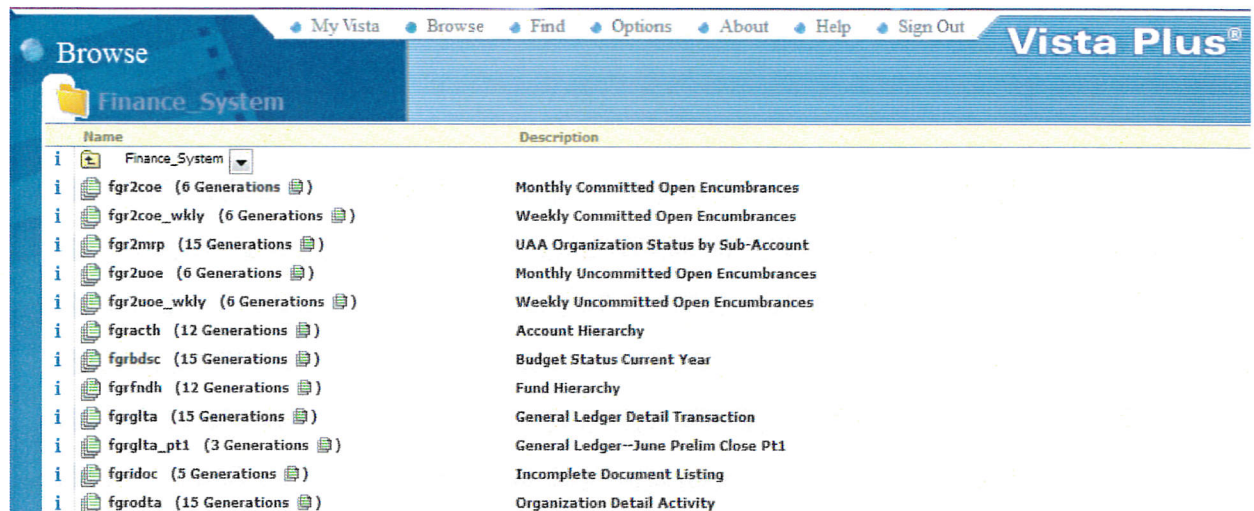 My Vista Browse Find Options About Help Sign Out
Vista Plus®
Browse
Finance_System
Name Description
i Finance_System
i fgr2coe (6 Generations ) Monthly Committed Open Encumbrances
i fgr2coe_wkly (6 Generations ) Weekly Committed Open Encumbrances
i fgr2mrp (15 Generations ) UAA Organization Status by Sub-Account
i fgr2uoe (6 Generations ) Monthly Uncommitted Open Encumbrances
i fgr2uoe_wkly (6 Generations ) Weekly Uncommitted Open Encumbrances
i fgracth (12 Generations ) Account Hierarchy
i fgrbdsc (15 Generations ) Budget Status Current Year
i fgrfndh (12 Generations ) Fund Hierarchy
i fgrglta (15 Generations ) General Ledger Detail Transaction
i fgrglta_pt1 (3 Generations ) General Ledger--June Prelim Close Pt1
i fgridoc (5 Generations ) Incomplete Document Listing
i fgrodta (15 Generations ) Organization Detail Activity